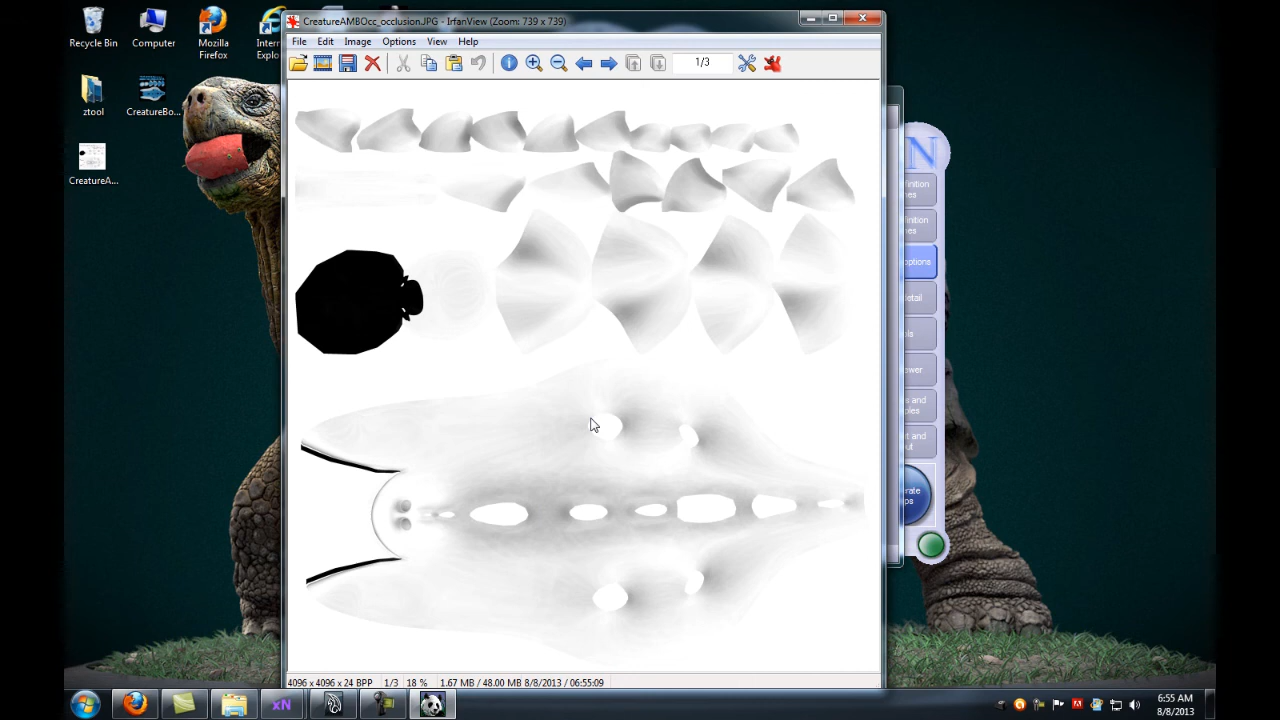 Recycle Bin
Computer
Mozilla Firefox
ztool
CreatureBo...
CreatureA...
CreatureAMBOcc_occlusion.JPG - IrfanView (Zoom: 739 x 739)
File Edit Image Options View Help
1/3
4096 x 4096 x 24 BPP 1/3 18 % 1.67 MB / 48.00 MB 8/8/2013 / 06:55:09
N
options
xN
6:55 AM
8/8/2013